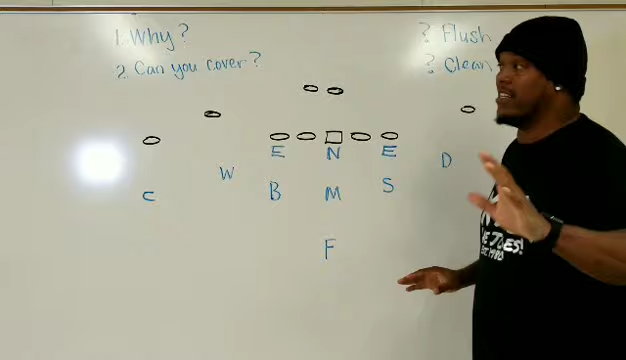 1. Why?
2. Can you cover?
? Flush
? Clean
E N E
W D
C B M S
F